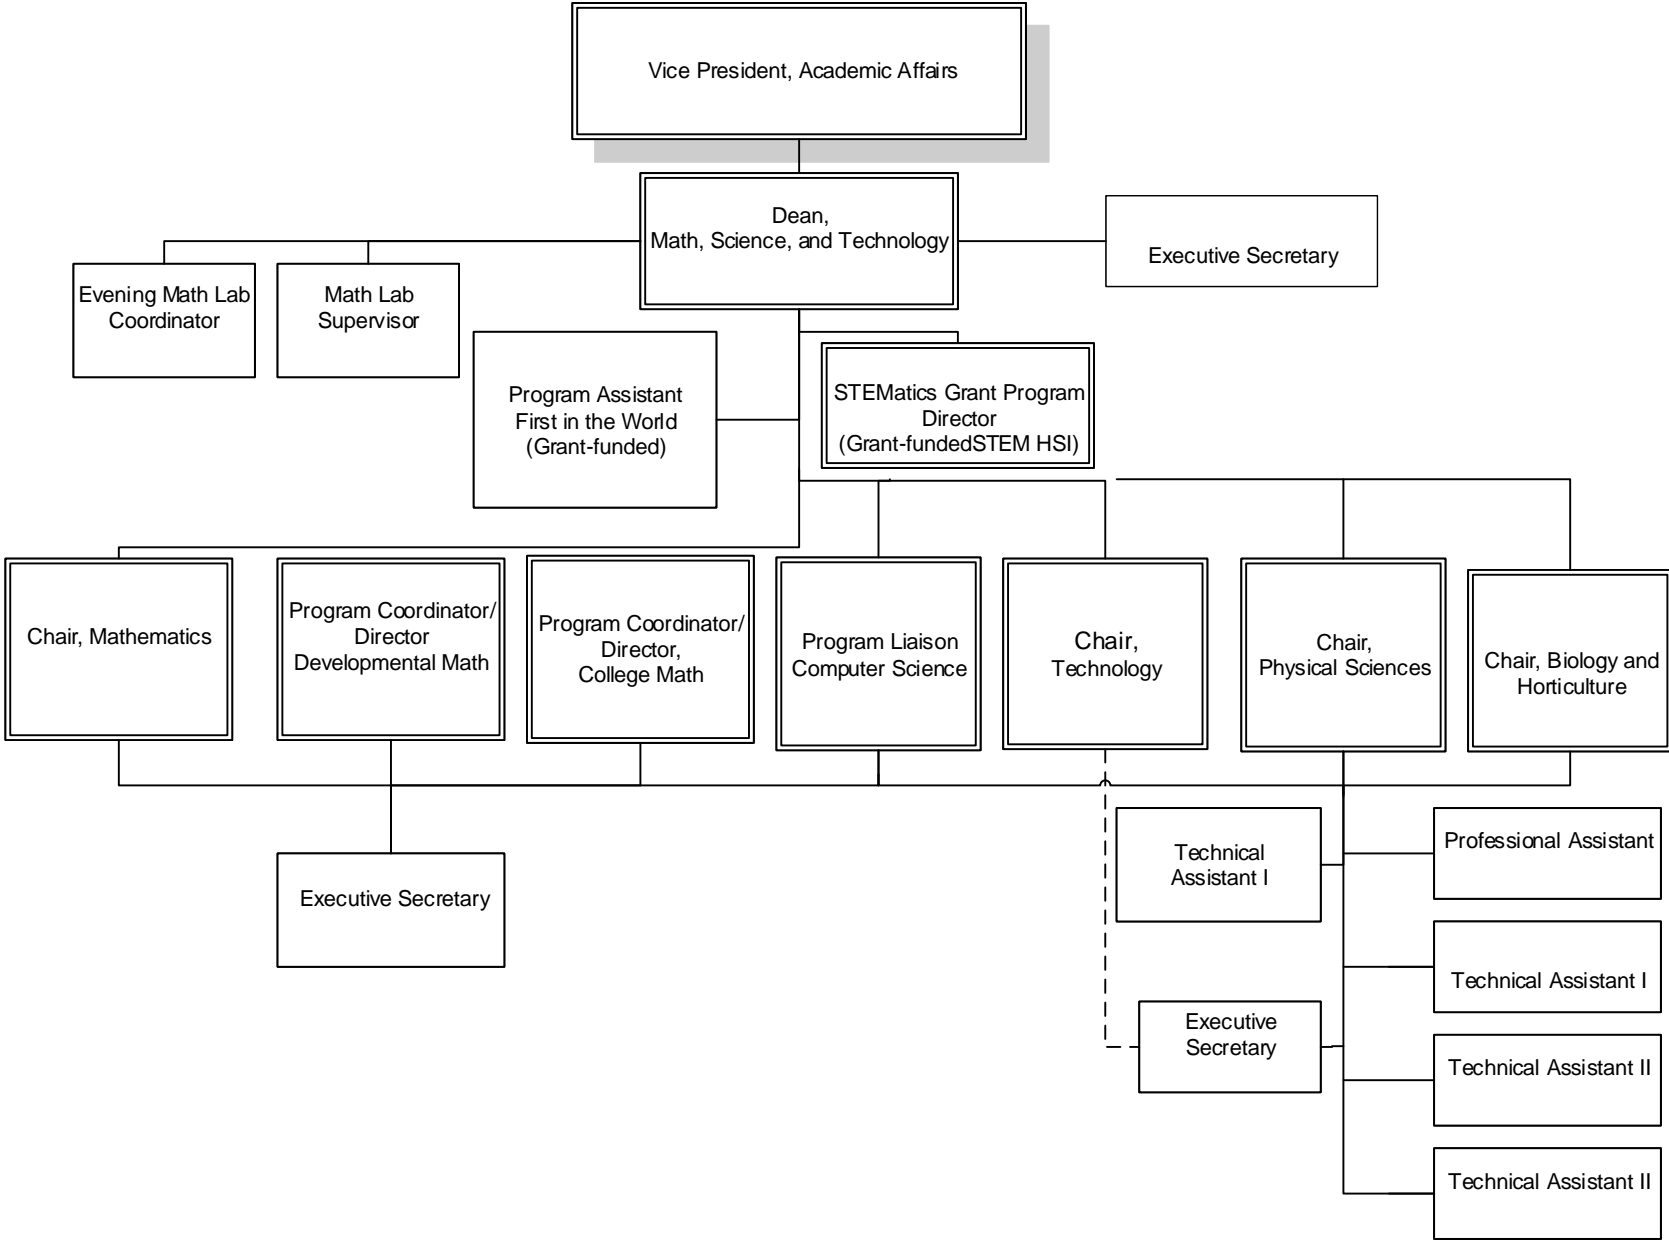 Vice President, Academic Affairs
Dean,
Math, Science, and Technology
Executive Secretary
Evening Math Lab
Coordinator
Math Lab
Supervisor
Program Assistant
First in the World
(Grant-funded)
STEMatics Grant Program
Director
(Grant-fundedSTEM HSI)
Chair, Mathematics
Program Coordinator/
Director
Developmental Math
Program Coordinator/
Director,
College Math
Program Liaison
Computer Science
Chair,
Technology
Chair,
Physical Sciences
Chair, Biology and
Horticulture
Executive Secretary
Technical
Assistant I
Professional Assistant
Technical Assistant I
Executive
Secretary
Technical Assistant II
Technical Assistant II